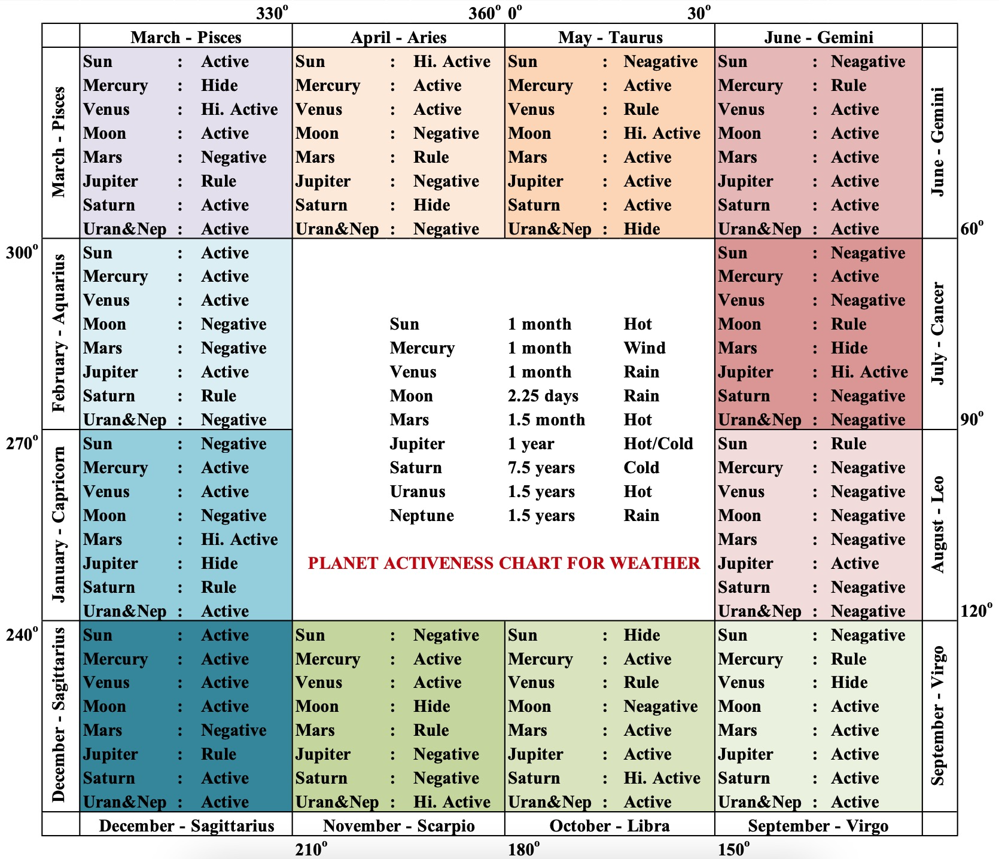 330° 360° 0° 30°
March - Pisces April - Aries May - Taurus June - Gemini
March - Pisces
Sun : Active
Mercury : Hide
Venus : Hi. Active
Moon : Active
Mars : Negative
Jupiter : Rule
Saturn : Active
Uran&Nep : Active
Sun : Hi. Active
Mercury : Active
Venus : Active
Moon : Negative
Mars : Rule
Jupiter : Negative
Saturn : Hide
Uran&Nep : Negative
Sun : Neagative
Mercury : Active
Venus : Rule
Moon : Hi. Active
Mars : Active
Jupiter : Active
Saturn : Active
Uran&Nep : Hide
Sun : Neagative
Mercury : Rule
Venus : Active
Moon : Active
Mars : Active
Jupiter : Active
Saturn : Active
Uran&Nep : Active
June - Gemini
60°
300°
February - Aquarius
Sun : Active
Mercury : Active
Venus : Active
Moon : Negative
Mars : Negative
Jupiter : Active
Saturn : Rule
Uran&Nep : Negative
Sun : Neagative
Mercury : Active
Venus : Neagative
Moon : Rule
Mars : Hide
Jupiter : Hi. Active
Saturn : Neagative
Uran&Nep : Neagative
July - Cancer
90°
Sun 1 month Hot
Mercury 1 month Wind
Venus 1 month Rain
Moon 2.25 days Rain
Mars 1.5 month Hot
Jupiter 1 year Hot/Cold
Saturn 7.5 years Cold
Uranus 1.5 years Hot
Neptune 1.5 years Rain
PLANET ACTIVENESS CHART FOR WEATHER
270°
January - Capricorn
Sun : Negative
Mercury : Active
Venus : Active
Moon : Negative
Mars : Hi. Active
Jupiter : Hide
Saturn : Rule
Uran&Nep : Active
Sun : Rule
Mercury : Neagative
Venus : Neagative
Moon : Neagative
Mars : Neagative
Jupiter : Active
Saturn : Neagative
Uran&Nep : Neagative
August - Leo
120°
240°
December - Sagittarius
Sun : Active
Mercury : Active
Venus : Active
Moon : Active
Mars : Negative
Jupiter : Rule
Saturn : Active
Uran&Nep : Active
Sun : Negative
Mercury : Active
Venus : Active
Moon : Hide
Mars : Rule
Jupiter : Negative
Saturn : Negative
Uran&Nep : Hi. Active
Sun : Hide
Mercury : Active
Venus : Rule
Moon : Neagative
Mars : Active
Jupiter : Active
Saturn : Hi. Active
Uran&Nep : Active
Sun : Neagative
Mercury : Rule
Venus : Hide
Moon : Active
Mars : Active
Jupiter : Active
Saturn : Active
Uran&Nep : Active
September - Virgo
December - Sagittarius November - Scarpio October - Libra September - Virgo
210° 180° 150°